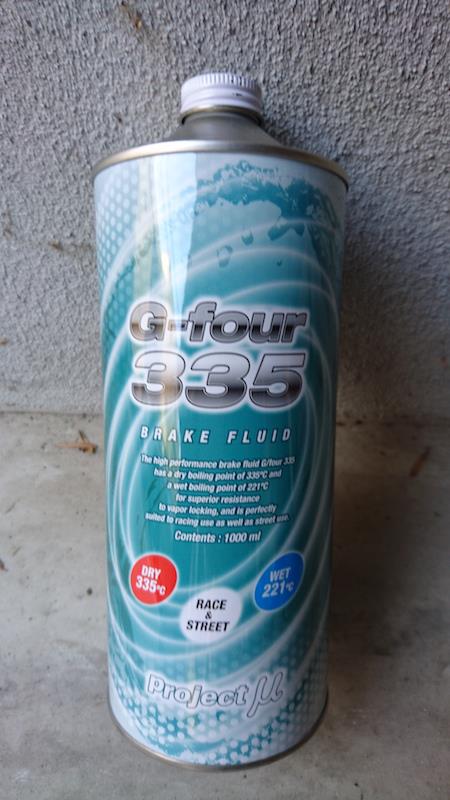 G-four
335
BRAKE FLUID
The high performance brake fluid G/four 335
has a dry boiling point of 335°C and
a wet boiling point of 221°C
for superior resistance
to vapor locking, and is perfectly
suited to racing use as well as street use.
Contents : 1000 ml
DRY
335°C
WET
221°C
RACE
&
STREET
Project μ